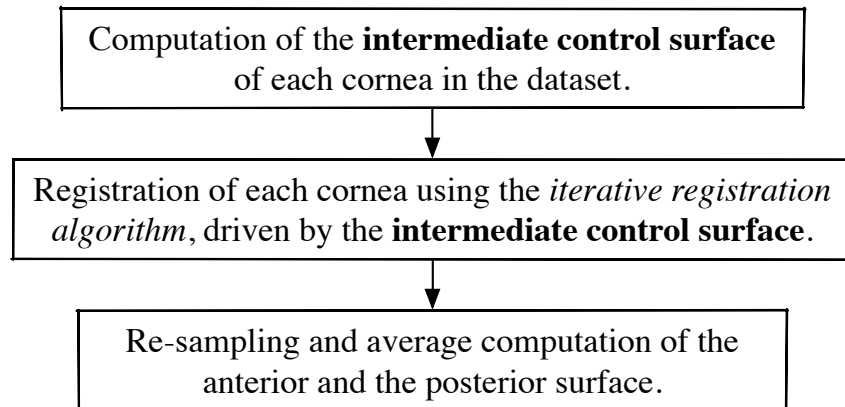 Computation of the intermediate control surface
of each cornea in the dataset.
Registration of each cornea using the iterative registration
algorithm, driven by the intermediate control surface.
Re-sampling and average computation of the
anterior and the posterior surface.